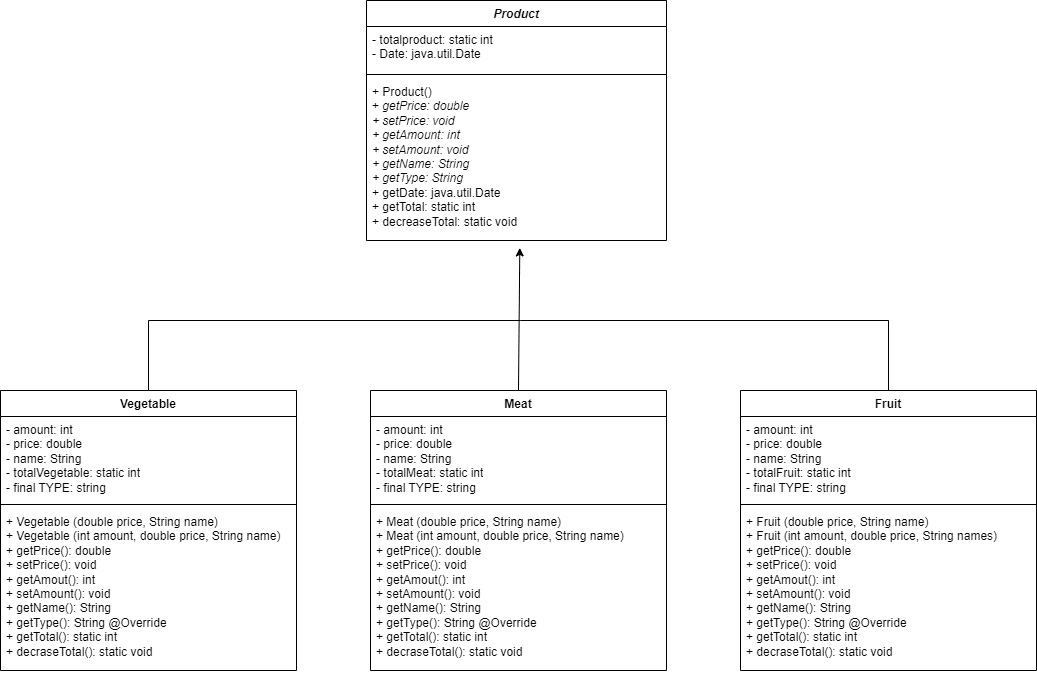 Product
- totalproduct: static int
- Date: java.util.Date
+ Product()
+ getPrice: double
+ setPrice: void
+ getAmount: int
+ setAmount: void
+ getName: String
+ getType: String
+ getDate: java.util.Date
+ getTotal: static int
+ decreaseTotal: static void
Vegetable
- amount: int
- price: double
- name: String
- totalVegetable: static int
- final TYPE: string
+ Vegetable (double price, String name)
+ Vegetable (int amount, double price, String name)
+ getPrice(): double
+ setPrice(): void
+ getAmout(): int
+ setAmount(): void
+ getName(): String
+ getType(): String @Override
+ getTotal(): static int
+ decraseTotal(): static void
Meat
- amount: int
- price: double
- name: String
- totalMeat: static int
- final TYPE: string
+ Meat (double price, String name)
+ Meat (int amount, double price, String name)
+ getPrice(): double
+ setPrice(): void
+ getAmout(): int
+ setAmount(): void
+ getName(): String
+ getType(): String @Override
+ getTotal(): static int
+ decraseTotal(): static void
Fruit
- amount: int
- price: double
- name: String
- totalFruit: static int
- final TYPE: string
+ Fruit (double price, String name)
+ Fruit (int amount, double price, String names)
+ getPrice(): double
+ setPrice(): void
+ getAmout(): int
+ setAmount(): void
+ getName(): String
+ getType(): String @Override
+ getTotal(): static int
+ decraseTotal(): static void